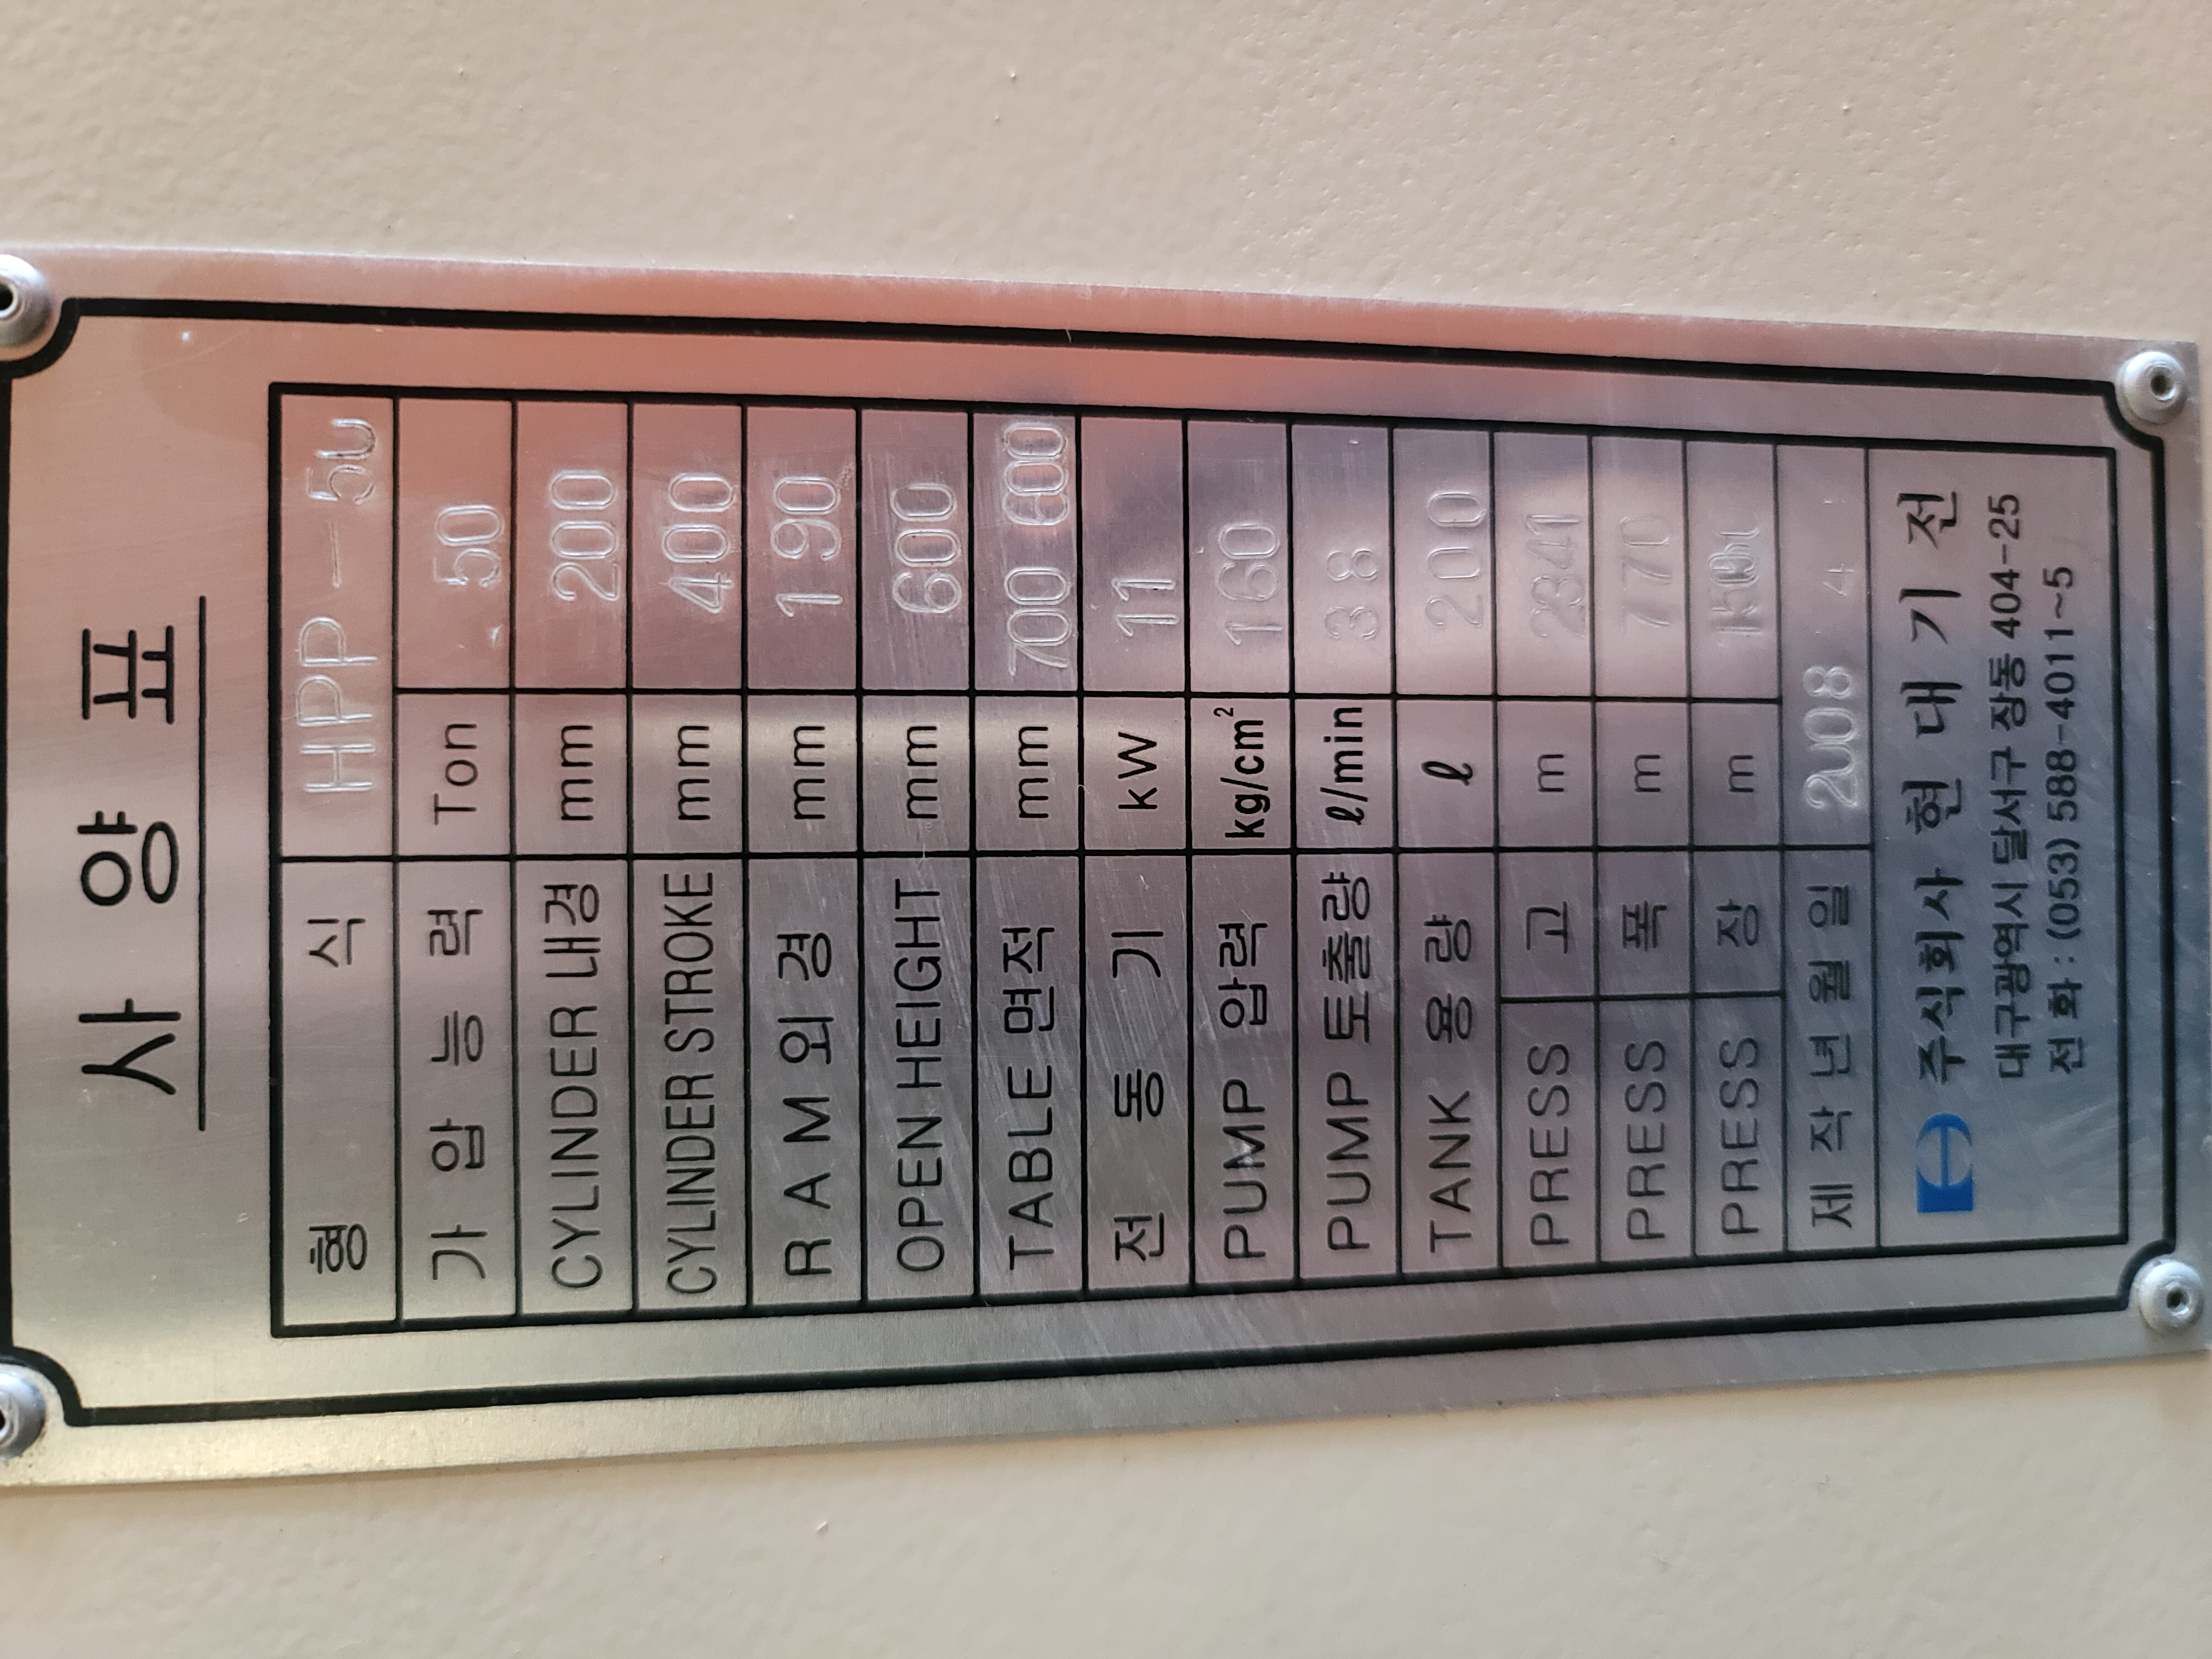 사 양 표
형 식 HPP-50
가 압 능 력 Ton 50
CYLINDER 내경 mm 200
CYLINDER STROKE mm 400
R A M 외 경 mm 190
OPEN HEIGHT mm 600
TABLE 면적 mm 700 600
전 동 기 kW 11
PUMP 압력 kg/cm² 160
PUMP 토출량 ℓ/min 38
TANK 용 량 ℓ 200
PRESS 고 m 2341
PRESS 폭 m 770
PRESS 장 m
제 작 년 월 일 2008 4
주식회사 현 대 기 전
대구광역시 달서구 장동 404-25
전 화 : (053) 588-4011~5